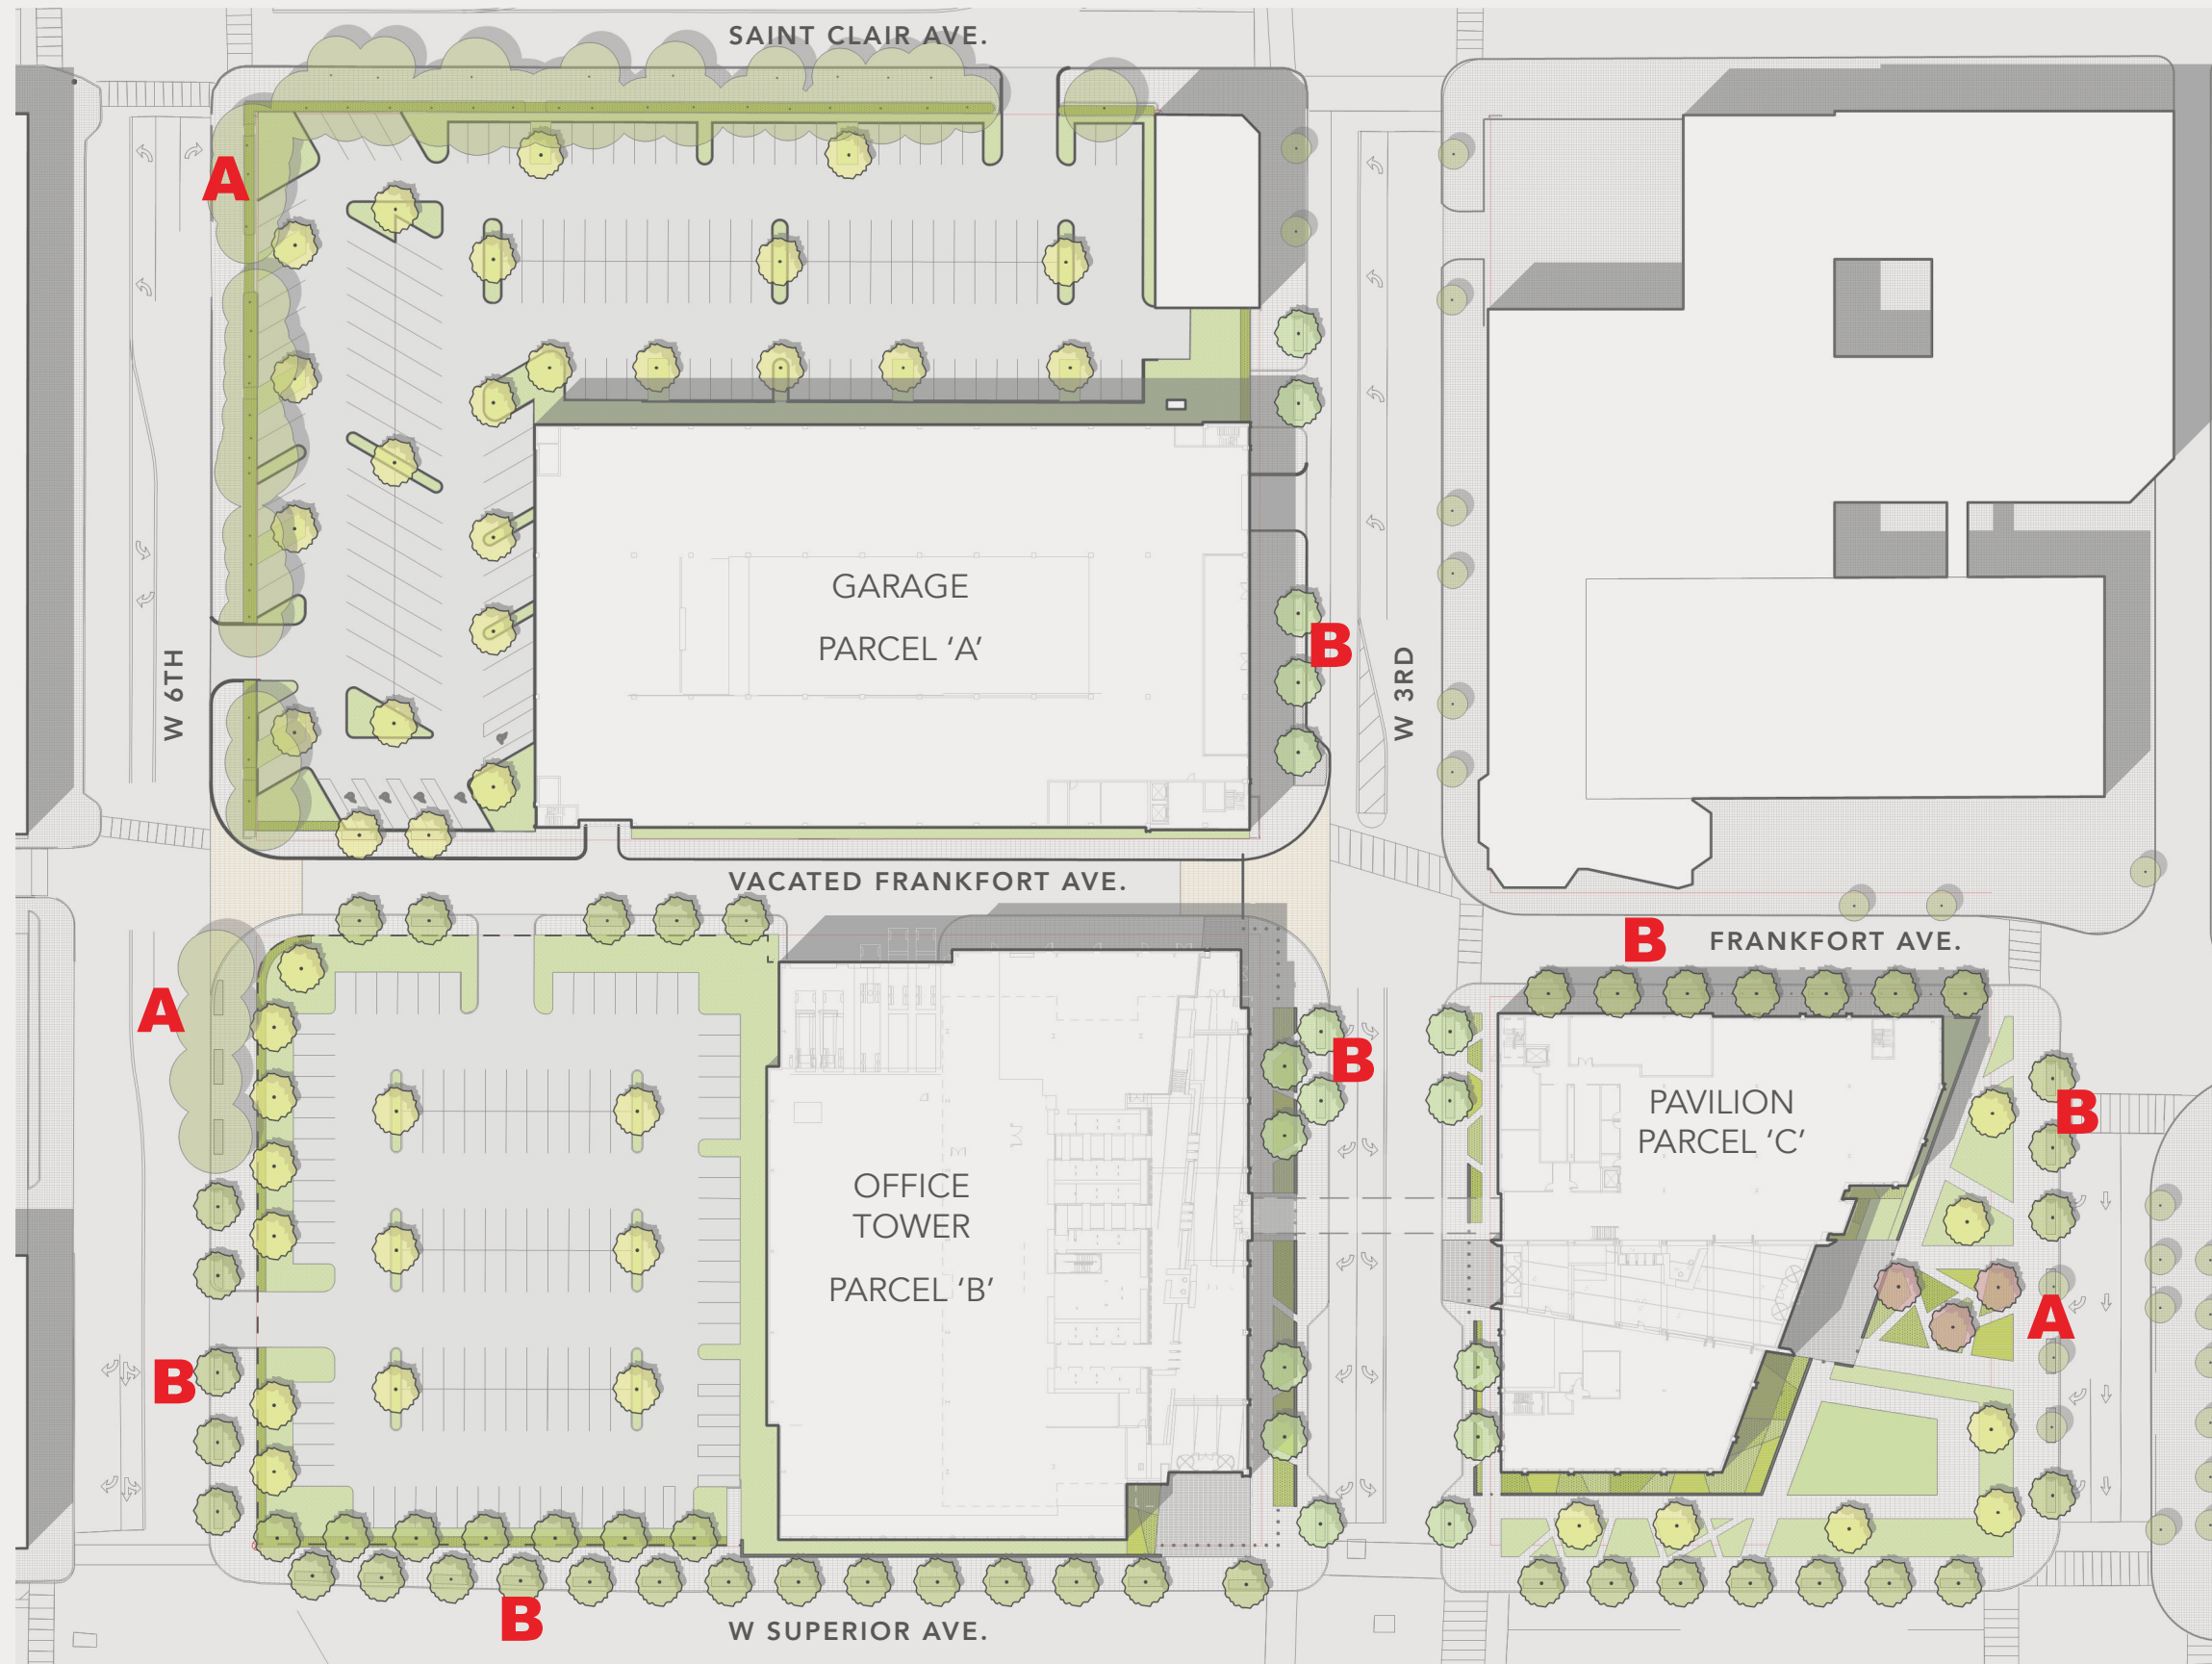 SAINT CLAIR AVE.
A
GARAGE
PARCEL ‘A’
B
W 6TH
W 3RD
VACATED FRANKFORT AVE.
B
FRANKFORT AVE.
A
B
PAVILION
PARCEL ‘C’
B
OFFICE
TOWER
PARCEL ‘B’
A
B
B
W SUPERIOR AVE.